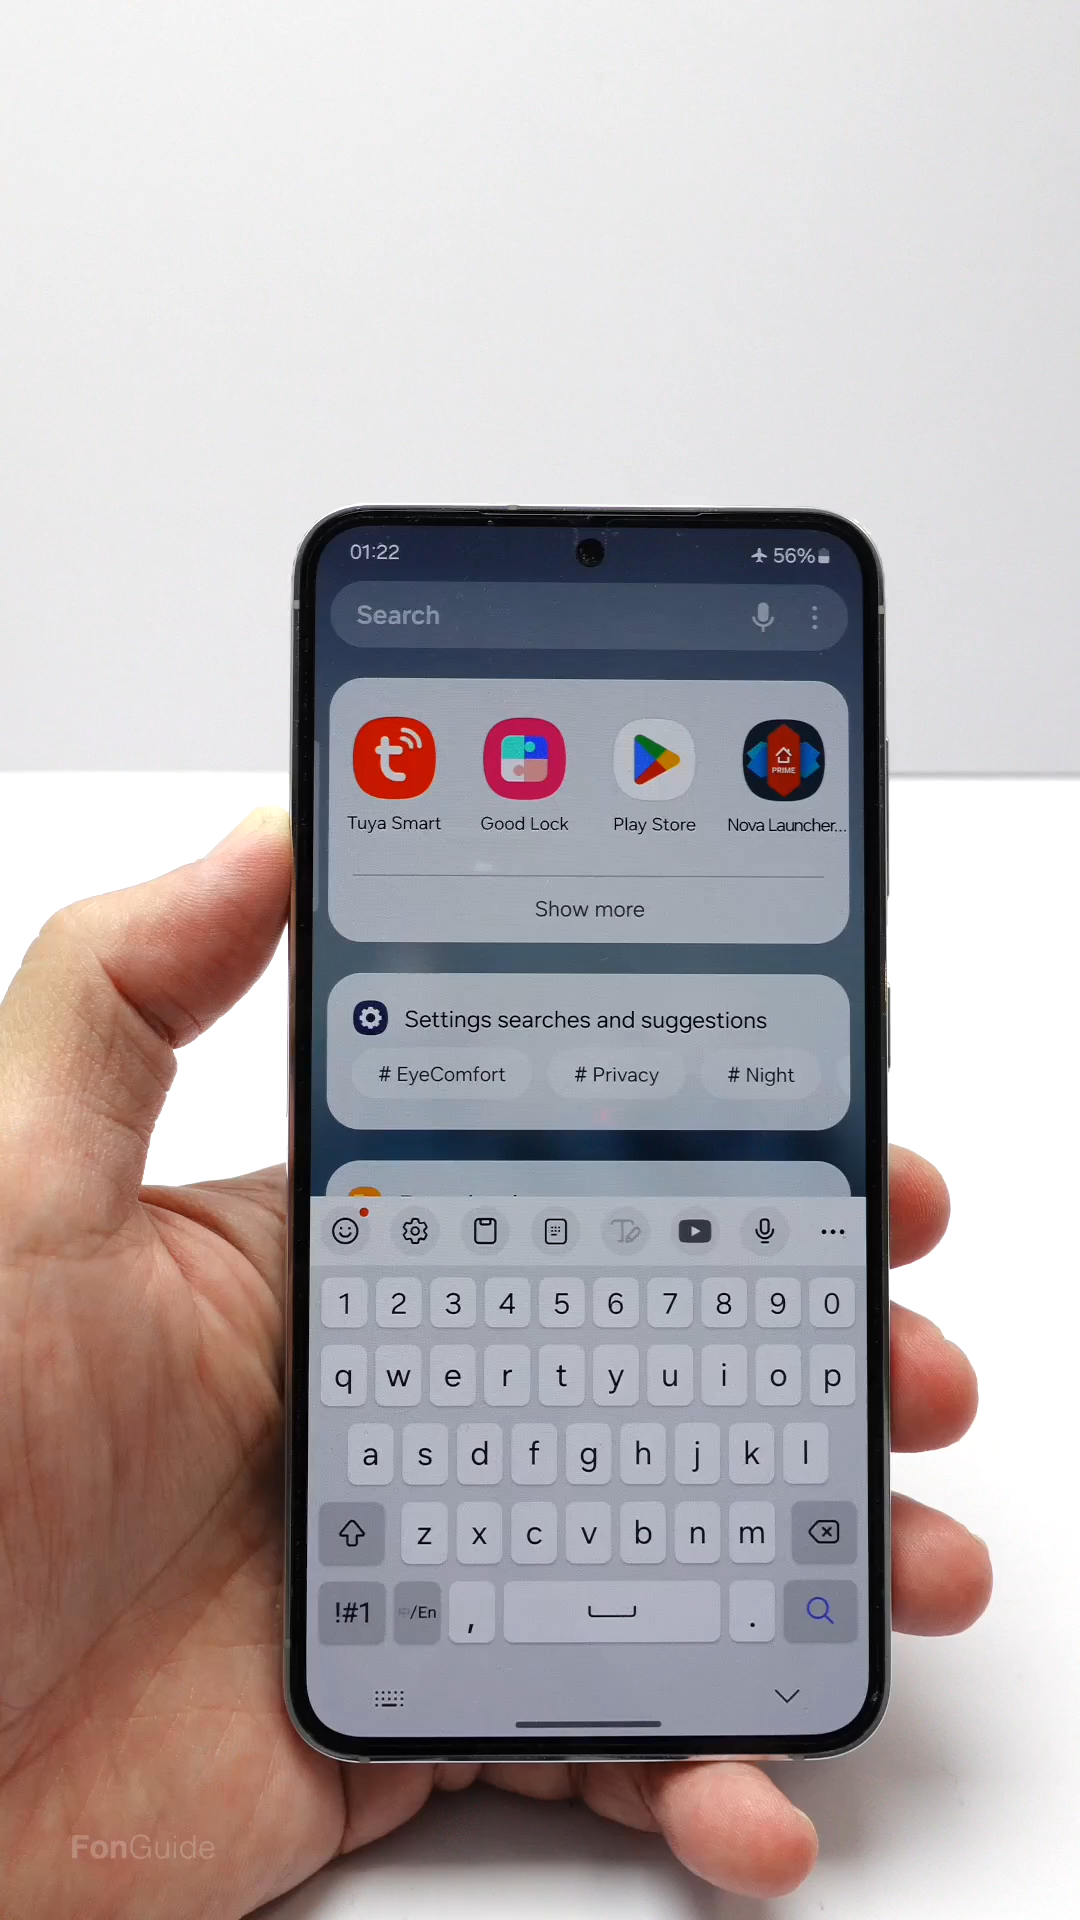 01:22
56%
Search
PRIME
Tuya Smart
Good Lock
Play Store
Nova Launcher...
Show more
Settings searches and suggestions
# EyeComfort
# Privacy
# Night
1 2 3 4 5 6 7 8 9 0
q w e r t y u i o p
a s d f g h j k l
z x c v b n m
!#1 /En , .
FonGuide